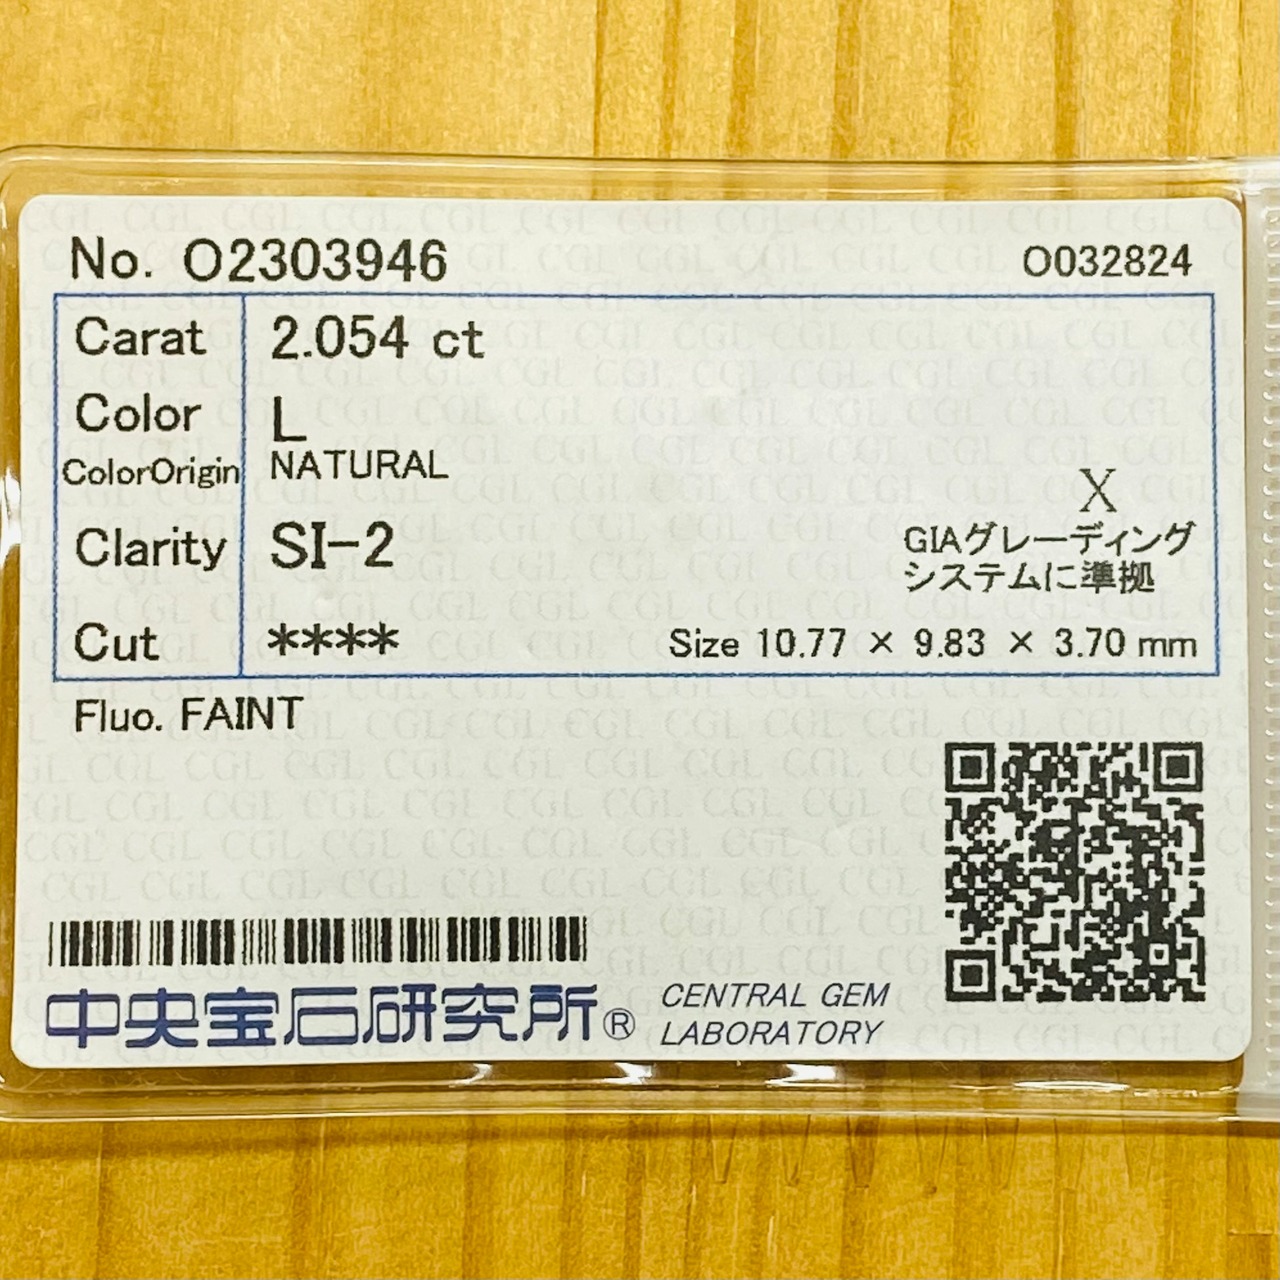 No. O2303946
O032824
Carat 2.054 ct
Color L
ColorOrigin NATURAL
Clarity SI-2
X
GIAグレーディング
システムに準拠
Cut ****
Size 10.77 × 9.83 × 3.70 mm
Fluo. FAINT
中央宝石研究所®
CENTRAL GEM
LABORATORY